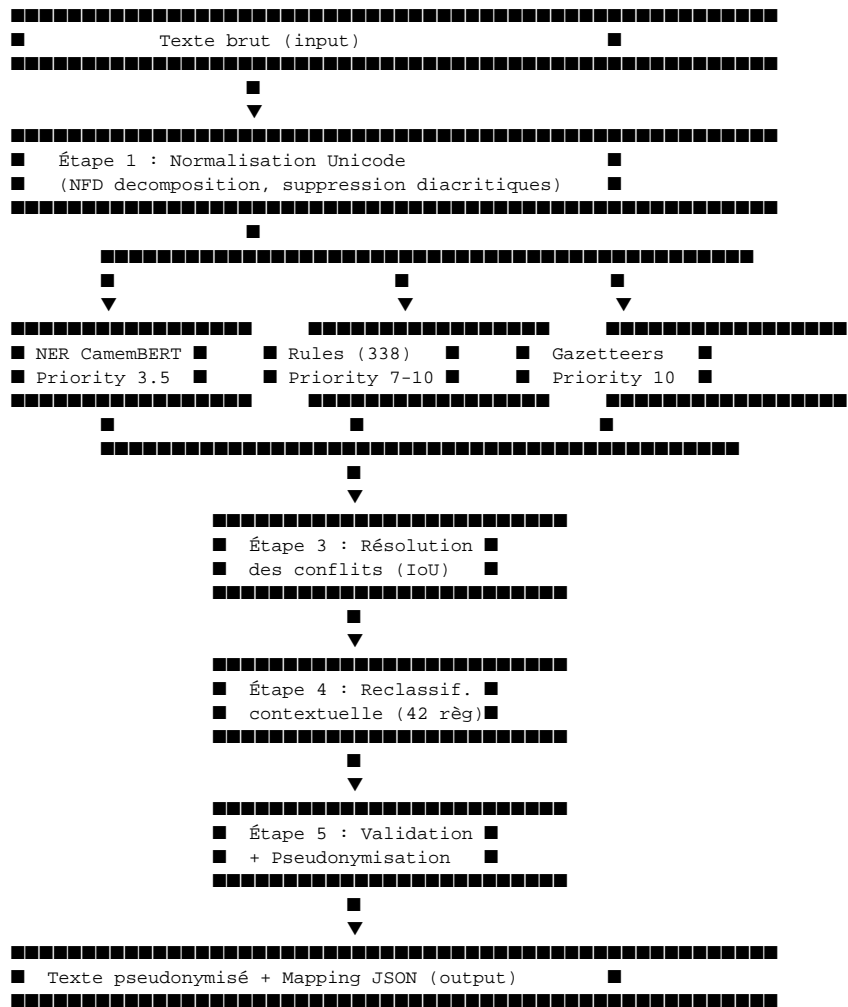 Texte brut (input)
Étape 1 : Normalisation Unicode
(NFD decomposition, suppression diacritiques)
NER CamemBERT
Priority 3.5
Rules (338)
Priority 7-10
Gazetteers
Priority 10
Étape 3 : Résolution
des conflits (IoU)
Étape 4 : Reclassif.
contextuelle (42 règ)
Étape 5 : Validation
+ Pseudonymisation
Texte pseudonymisé + Mapping JSON (output)